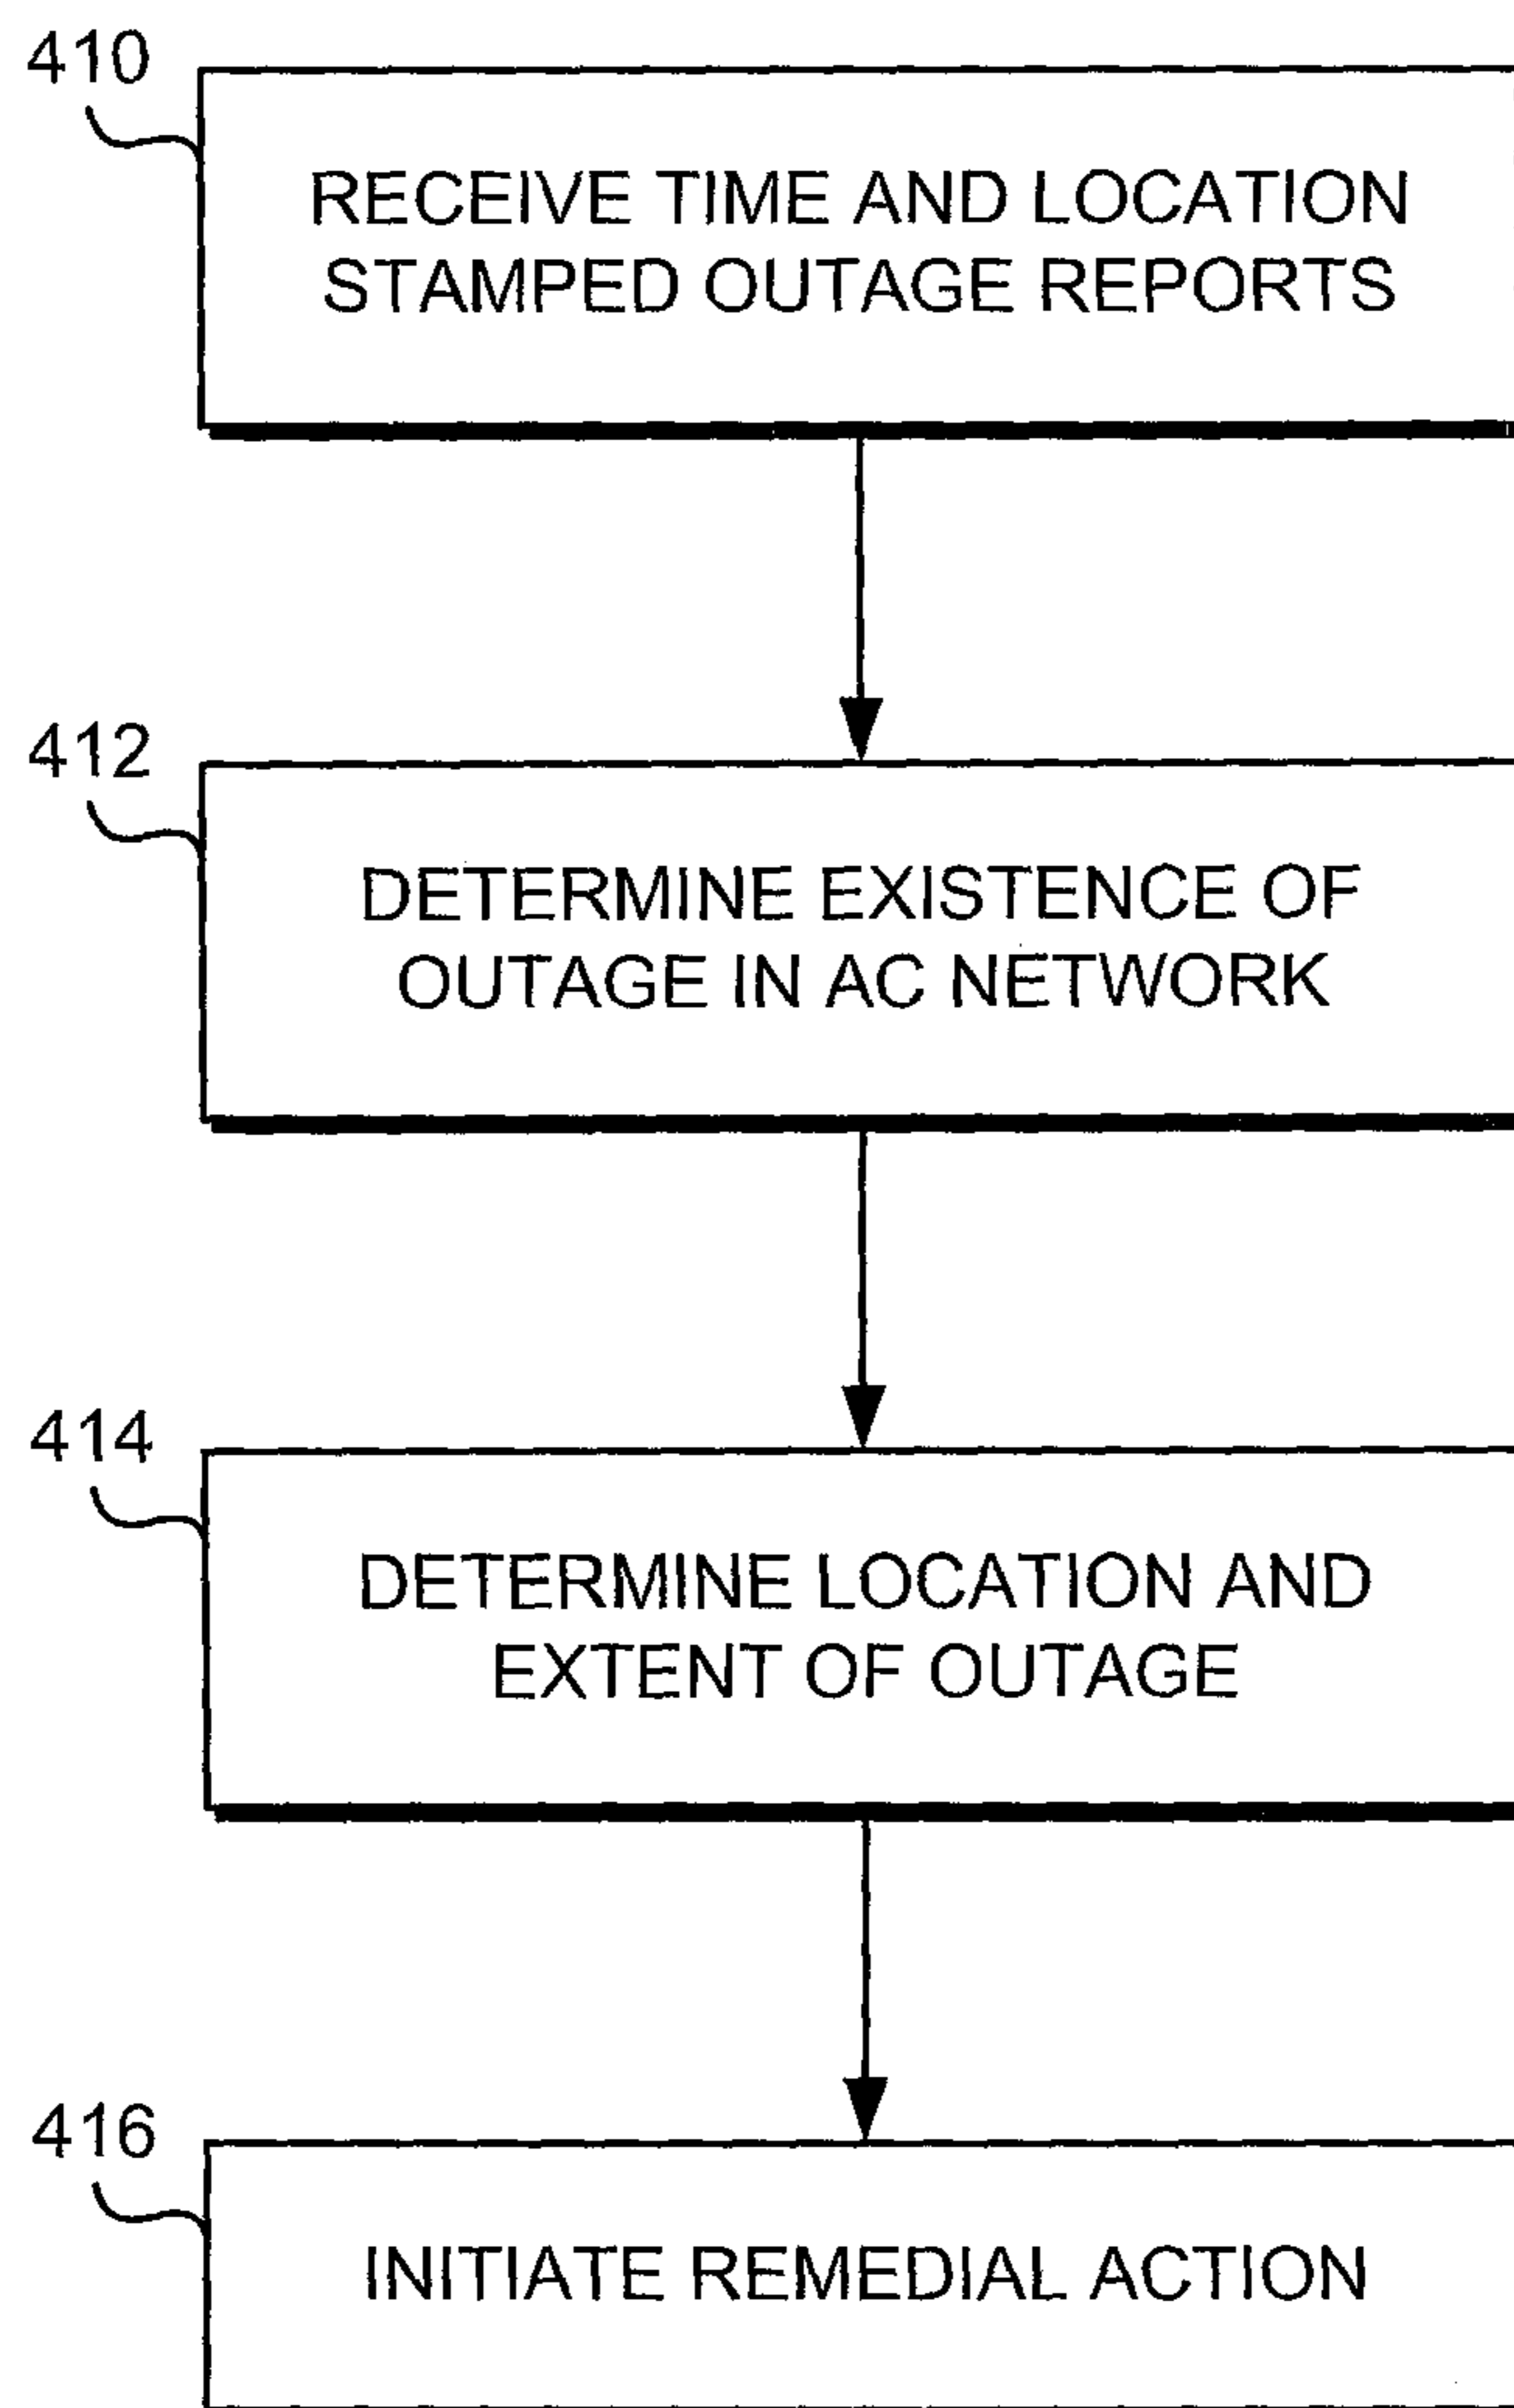 410
RECEIVE TIME AND LOCATION
STAMPED OUTAGE REPORTS
412
DETERMINE EXISTENCE OF
OUTAGE IN AC NETWORK
414
DETERMINE LOCATION AND
EXTENT OF OUTAGE
416
INITIATE REMEDIAL ACTION